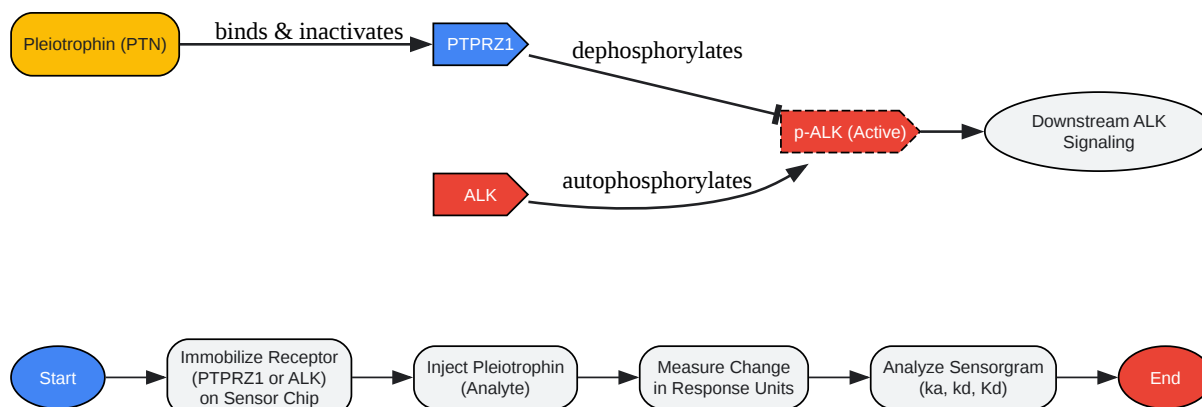 Pleiotrophin (PTN)
binds & inactivates
PTPRZ1
dephosphorylates
p-ALK (Active)
Downstream ALK
Signaling
ALK
autophosphorylates
Start
Immobilize Receptor
(PTPRZ1 or ALK)
on Sensor Chip
Inject Pleiotrophin
(Analyte)
Measure Change
in Response Units
Analyze Sensorgram
(ka, kd, Kd)
End